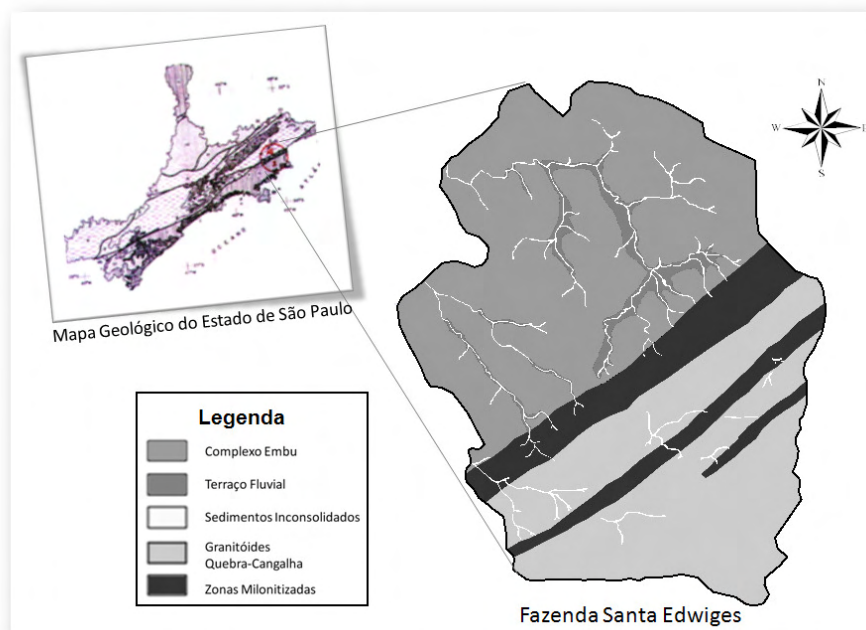 N
W
E
S
Mapa Geológico do Estado de São Paulo
Legenda
Complexo Embu
Terraço Fluvial
Sedimentos Inconsolidados
Granitóides
Quebra-Cangalha
Zonas Milonitizadas
Fazenda Santa Edwiges